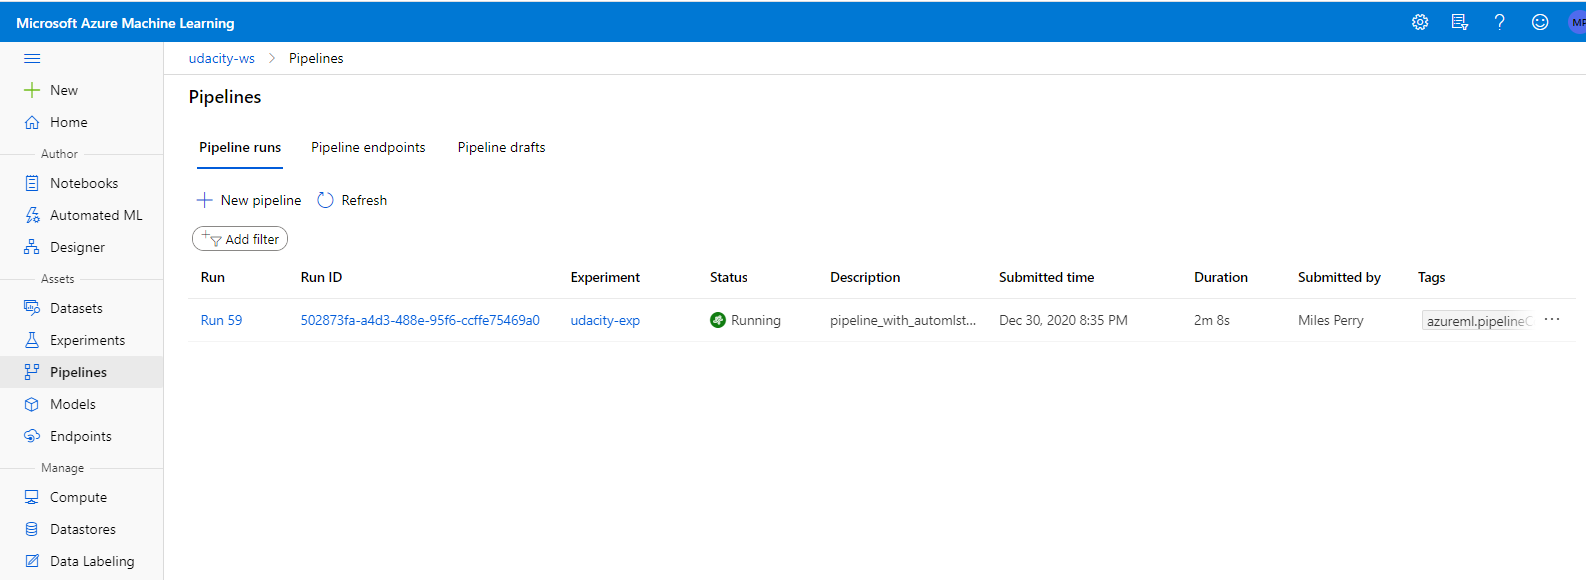 Microsoft Azure Machine Learning
MP
udacity-ws > Pipelines
New
Home
Author
Notebooks
Automated ML
Designer
Assets
Datasets
Experiments
Pipelines
Models
Endpoints
Manage
Compute
Datastores
Data Labeling
Pipelines
Pipeline runs Pipeline endpoints Pipeline drafts
New pipeline Refresh
Add filter
Run Run ID Experiment Status Description Submitted time Duration Submitted by Tags
Run 59 502873fa-a4d3-488e-95f6-ccffe75469a0 udacity-exp Running pipeline_with_automlst... Dec 30, 2020 8:35 PM 2m 8s Miles Perry azureml.pipelineC ...